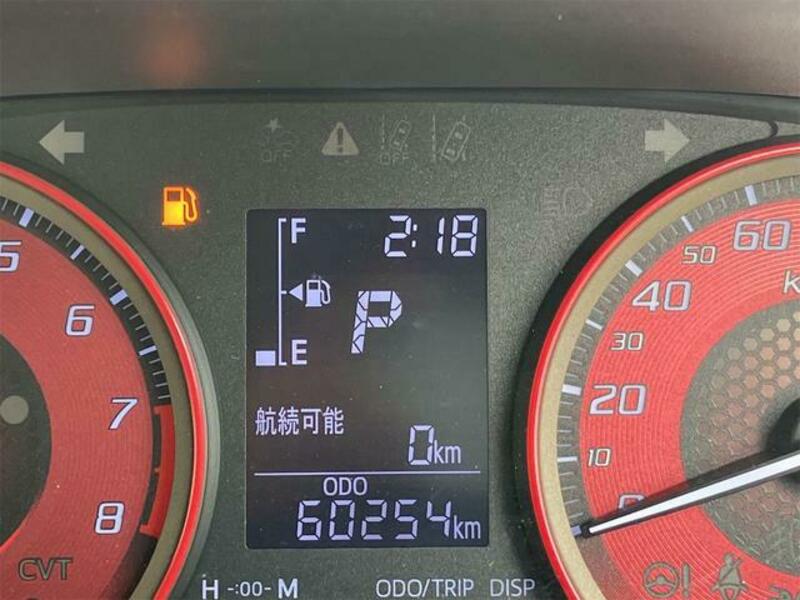 OFF
OFF
F
2:18
60
50
5
P
40
6
30
E
20
7
航続可能
0km
10
ODO
0
8
60254km
CVT
H -:00- M
ODO/TRIP DISP